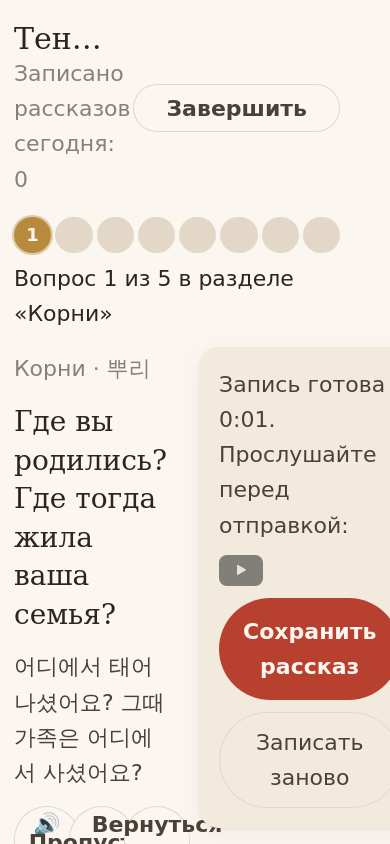 Тен...
Записано
рассказов
сегодня:
0
Завершить
1
Вопрос 1 из 5 в разделе
«Корни»
Корни · 뿌리
Где вы
родились?
Где тогда
жила
ваша
семья?
어디에서 태어
나셨어요? 그때
가족은 어디에
서 사셨어요?
Запись готова
0:01.
Прослушайте
перед
отправкой:
Сохранить
рассказ
Записать
заново
Вернуться